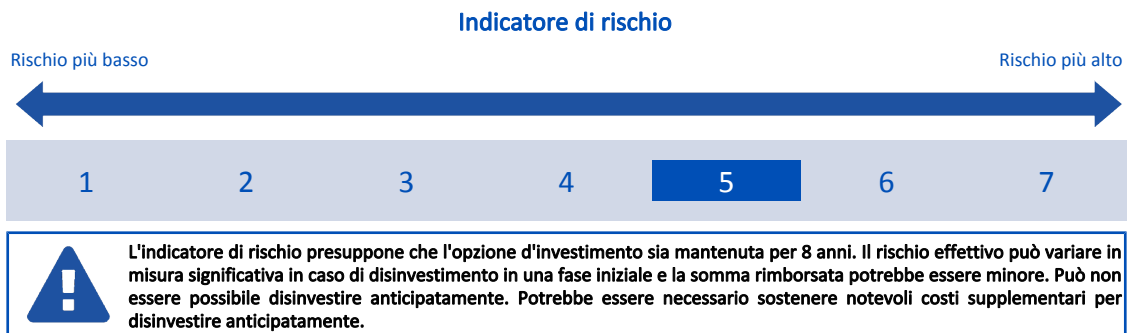 Indicatore di rischio
Rischio più basso
Rischio più alto
1 2 3 4 5 6 7
L'indicatore di rischio presuppone che l'opzione d'investimento sia mantenuta per 8 anni. Il rischio effettivo può variare in
misura significativa in caso di disinvestimento in una fase iniziale e la somma rimborsata potrebbe essere minore. Può non
essere possibile disinvestire anticipatamente. Potrebbe essere necessario sostenere notevoli costi supplementari per
disinvestire anticipatamente.